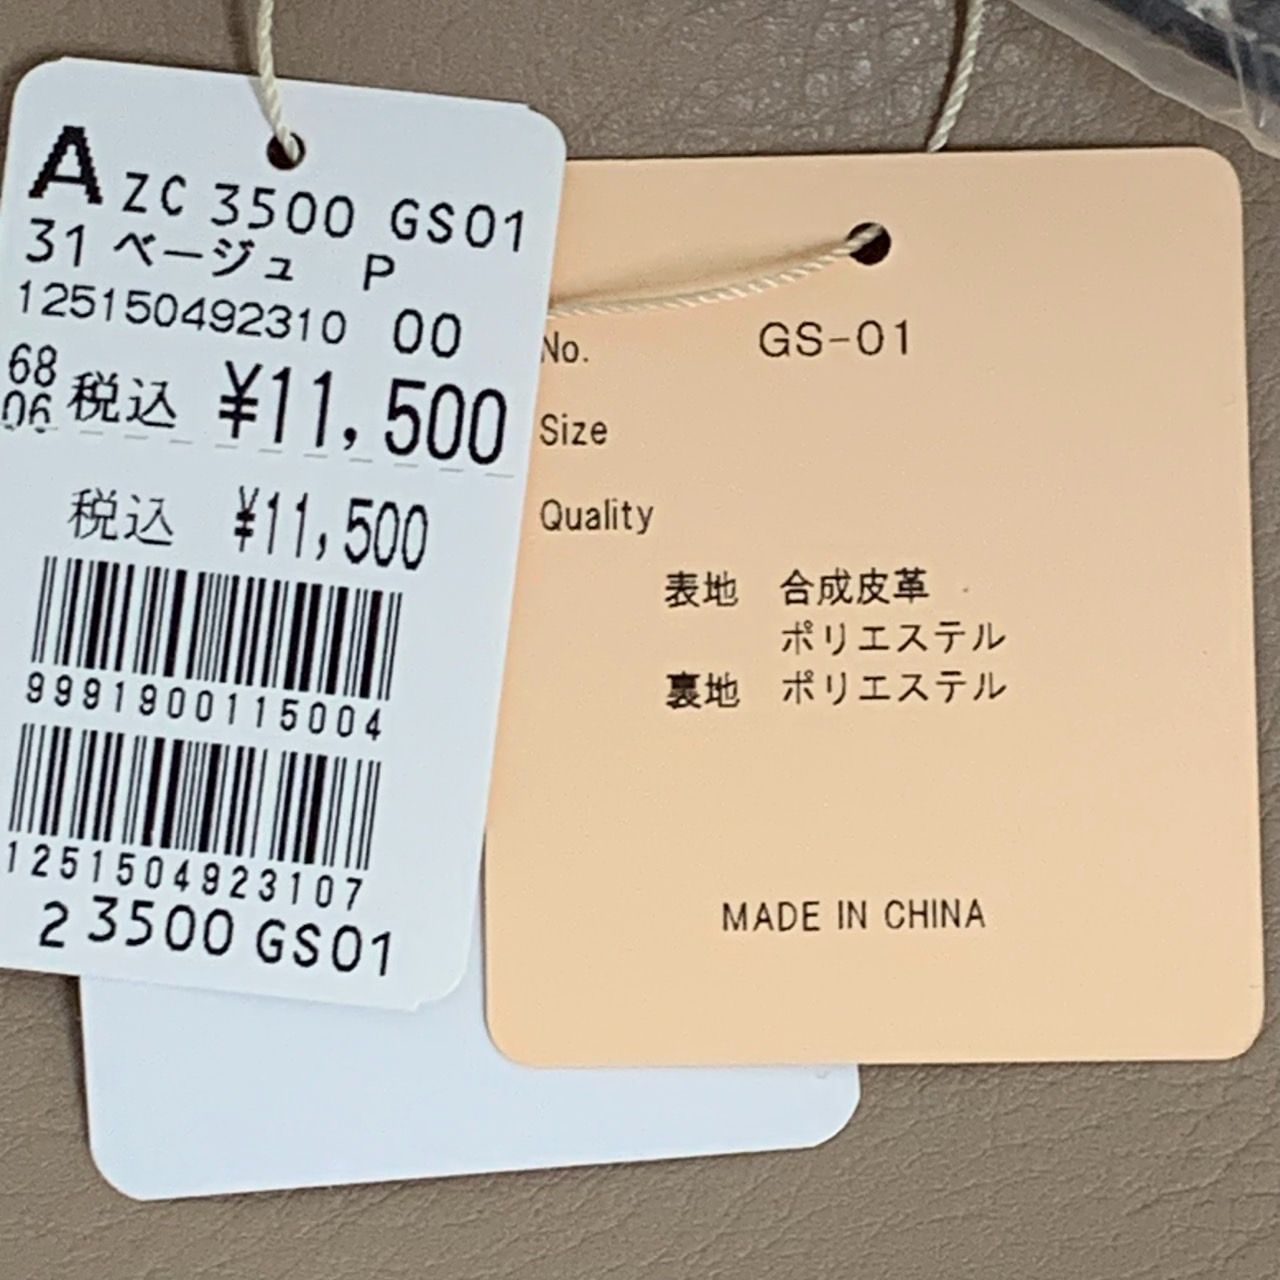 A ZC 3500 GS01
31 ベージュ P
125150492310 00
68
06 税込 ¥11,500
税込 ¥11,500
9991900115004
1251504923107
2 3500 GS01
No. GS-01
Size
Quality
表地 合成皮革
ポリエステル
裏地 ポリエステル
MADE IN CHINA